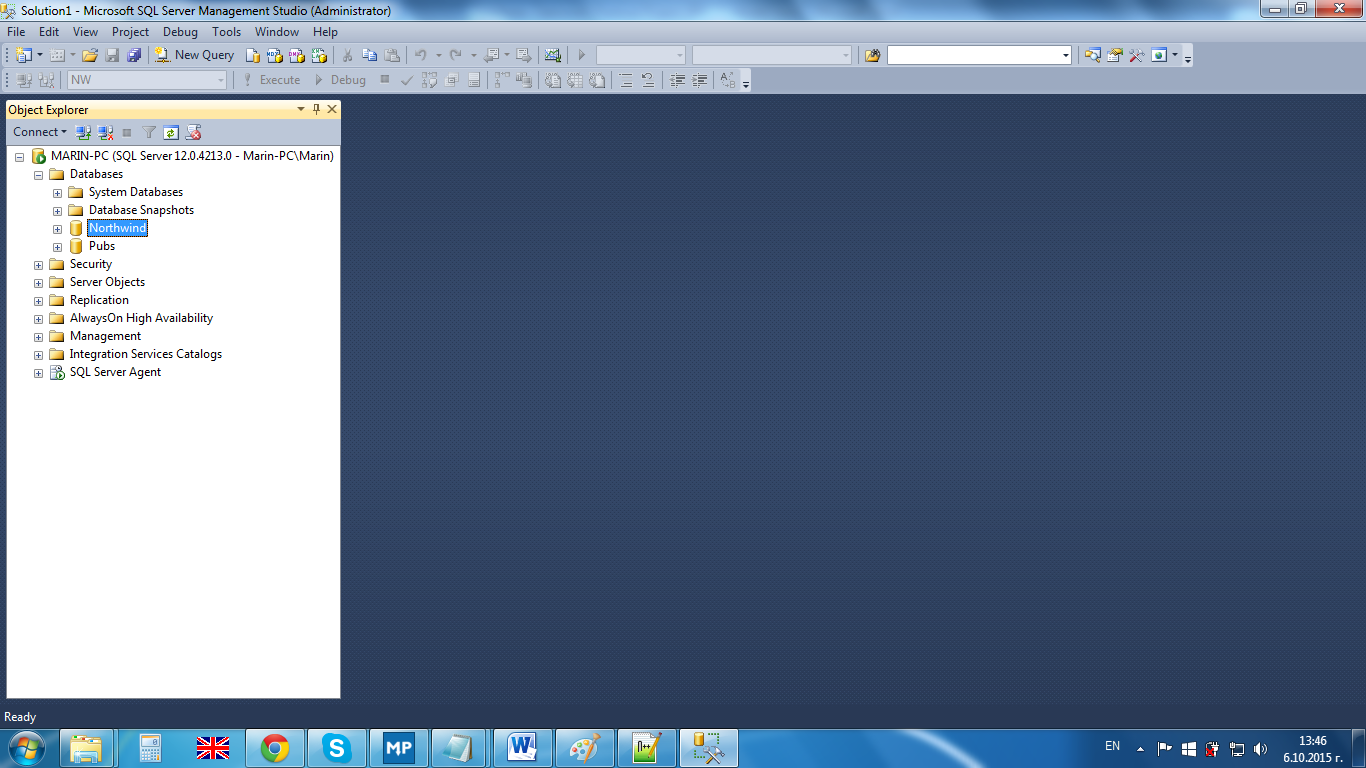 Solution1 - Microsoft SQL Server Management Studio (Administrator)
File Edit View Project Debug Tools Window Help
New Query
NW Execute Debug
Object Explorer
Connect
MARIN-PC (SQL Server 12.0.4213.0 - Marin-PC\Marin)
Databases
System Databases
Database Snapshots
Northwind
Pubs
Security
Server Objects
Replication
AlwaysOn High Availability
Management
Integration Services Catalogs
SQL Server Agent
Ready
MP
EN
13:46
6.10.2015 г.